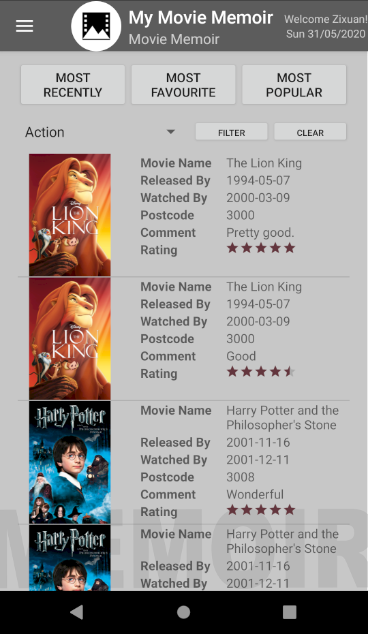 My Movie Memoir
Movie Memoir
Welcome Zixuan!
Sun 31/05/2020
MOST RECENTLY
MOST FAVOURITE
MOST POPULAR
Action
FILTER
CLEAR
THE
LION
KING
Movie Name The Lion King
Released By 1994-05-07
Watched By 2000-03-09
Postcode 3000
Comment Pretty good.
Rating
THE
LION
KING
Movie Name The Lion King
Released By 1994-05-07
Watched By 2000-03-09
Postcode 3000
Comment Good
Rating
Harry Potter
Movie Name Harry Potter and the
Philosopher's Stone
Released By 2001-11-16
Watched By 2001-12-11
Postcode 3008
Comment Wonderful
Rating
Harry Potter
Movie Name Harry Potter and the
Philosopher's Stone
Released By 2001-11-16
Watched By 2001-12-11
MEMOIR